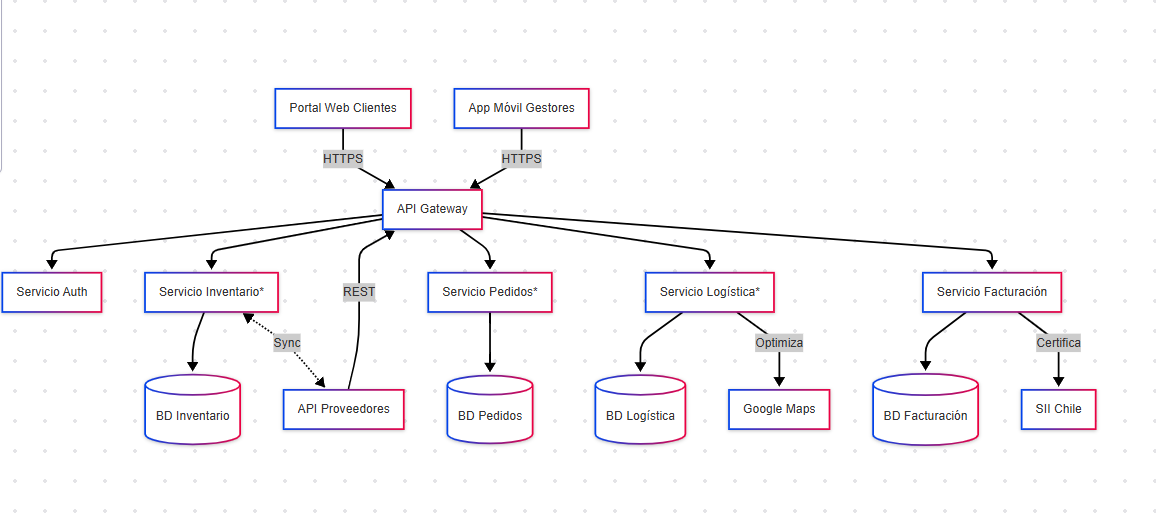 Portal Web Clientes
App Móvil Gestores
HTTPS
HTTPS
API Gateway
Servicio Auth
Servicio Inventario*
REST
Servicio Pedidos*
Servicio Logística*
Servicio Facturación
Sync
Optimiza
Certifica
BD Inventario
API Proveedores
BD Pedidos
BD Logística
Google Maps
BD Facturación
SII Chile